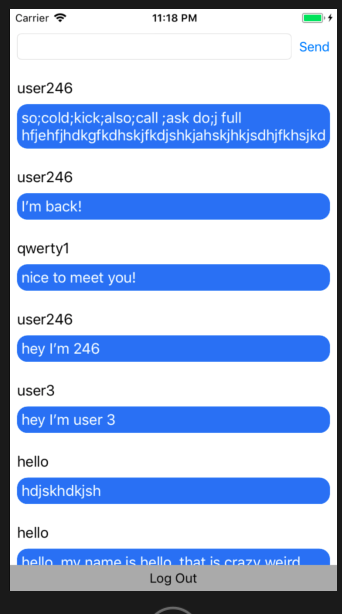 Carrier 11:18 PM
Send
user246
so;cold;kick;also;call ;ask do;j full
hfjehfjhdkgfkdhskjfkdjshkjahskjhkjsdhjfkhsjkd
user246
I'm back!
qwerty1
nice to meet you!
user246
hey I'm 246
user3
hey I'm user 3
hello
hdjskhdkjsh
hello
hello, my name is hello, that is crazy weird
Log Out